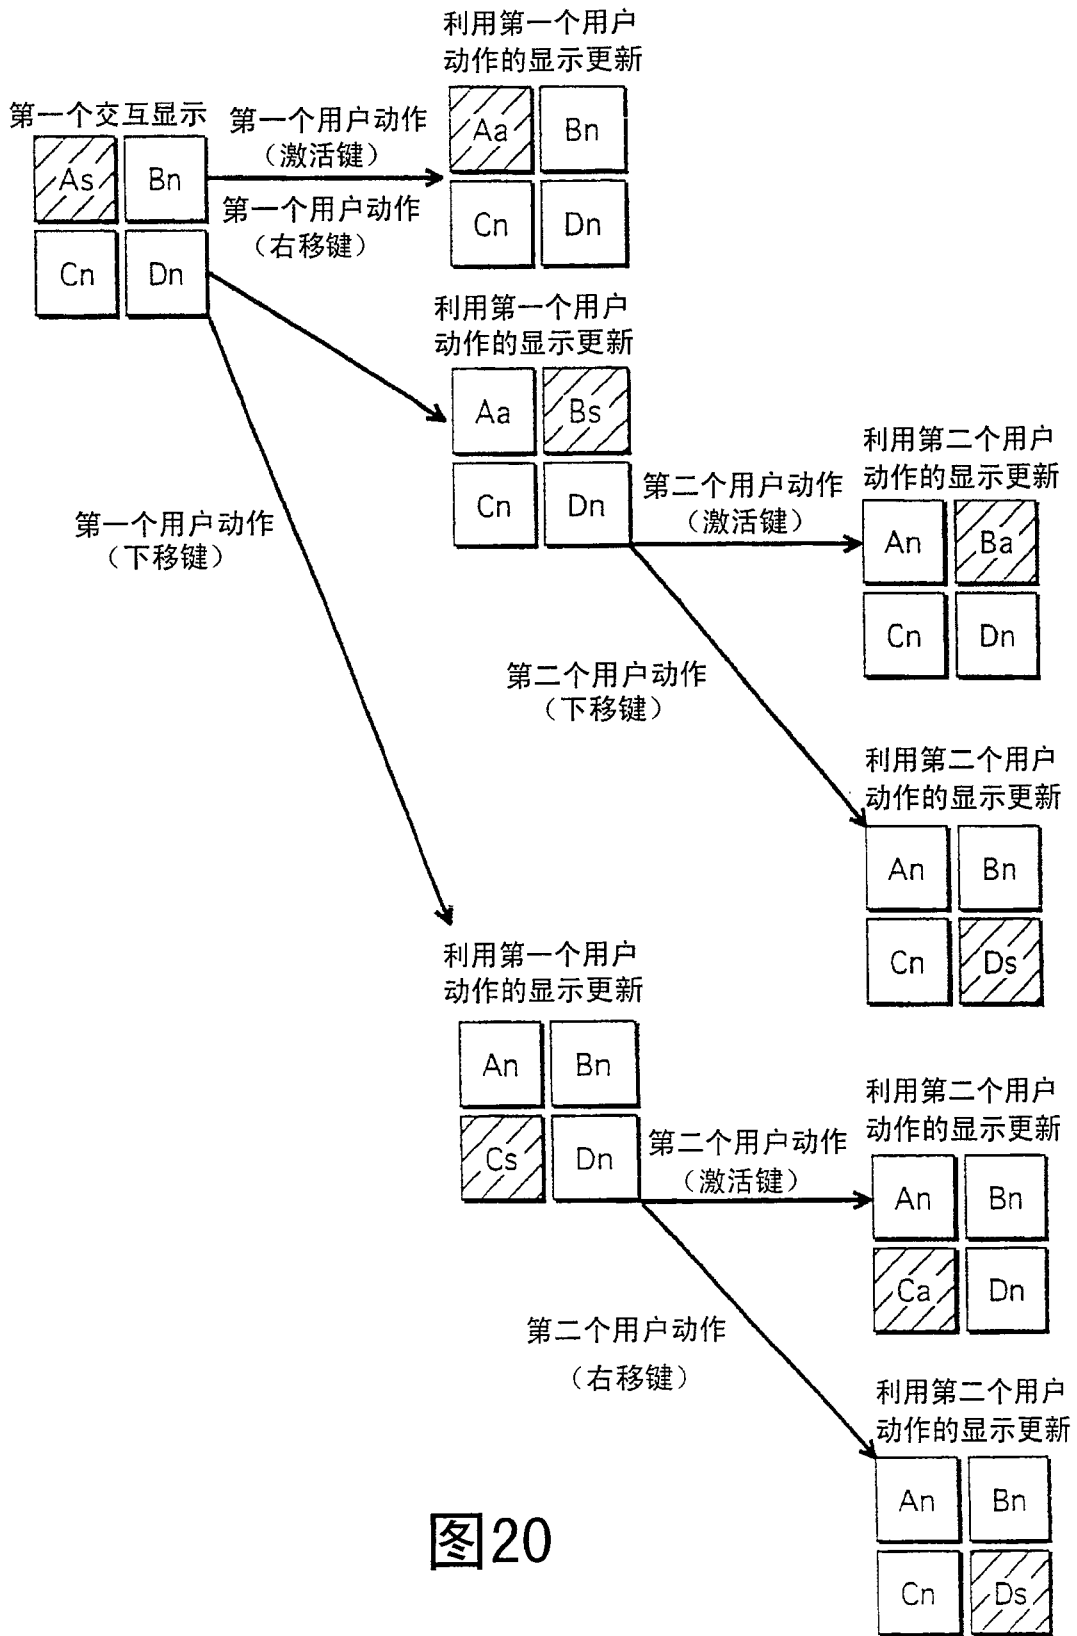 利用第一个用户
动作的显示更新
第一个交互显示
第一个用户动作
（激活键）
Aa
Bn
As
Bn
第一个用户动作
（右移键）
Cn
Dn
Cn
Dn
利用第一个用户
动作的显示更新
Aa
Bs
利用第二个用户
动作的显示更新
Cn
Dn
第二个用户动作
（激活键）
第一个用户动作
（下移键）
An
Ba
Cn
Dn
第二个用户动作
（下移键）
利用第二个用户
动作的显示更新
An
Bn
Cn
Ds
利用第一个用户
动作的显示更新
An
Bn
利用第二个用户
动作的显示更新
Cs
Dn
第二个用户动作
（激活键）
An
Bn
Ca
Dn
第二个用户动作
（右移键）
利用第二个用户
动作的显示更新
An
Bn
Cn
Ds
图20